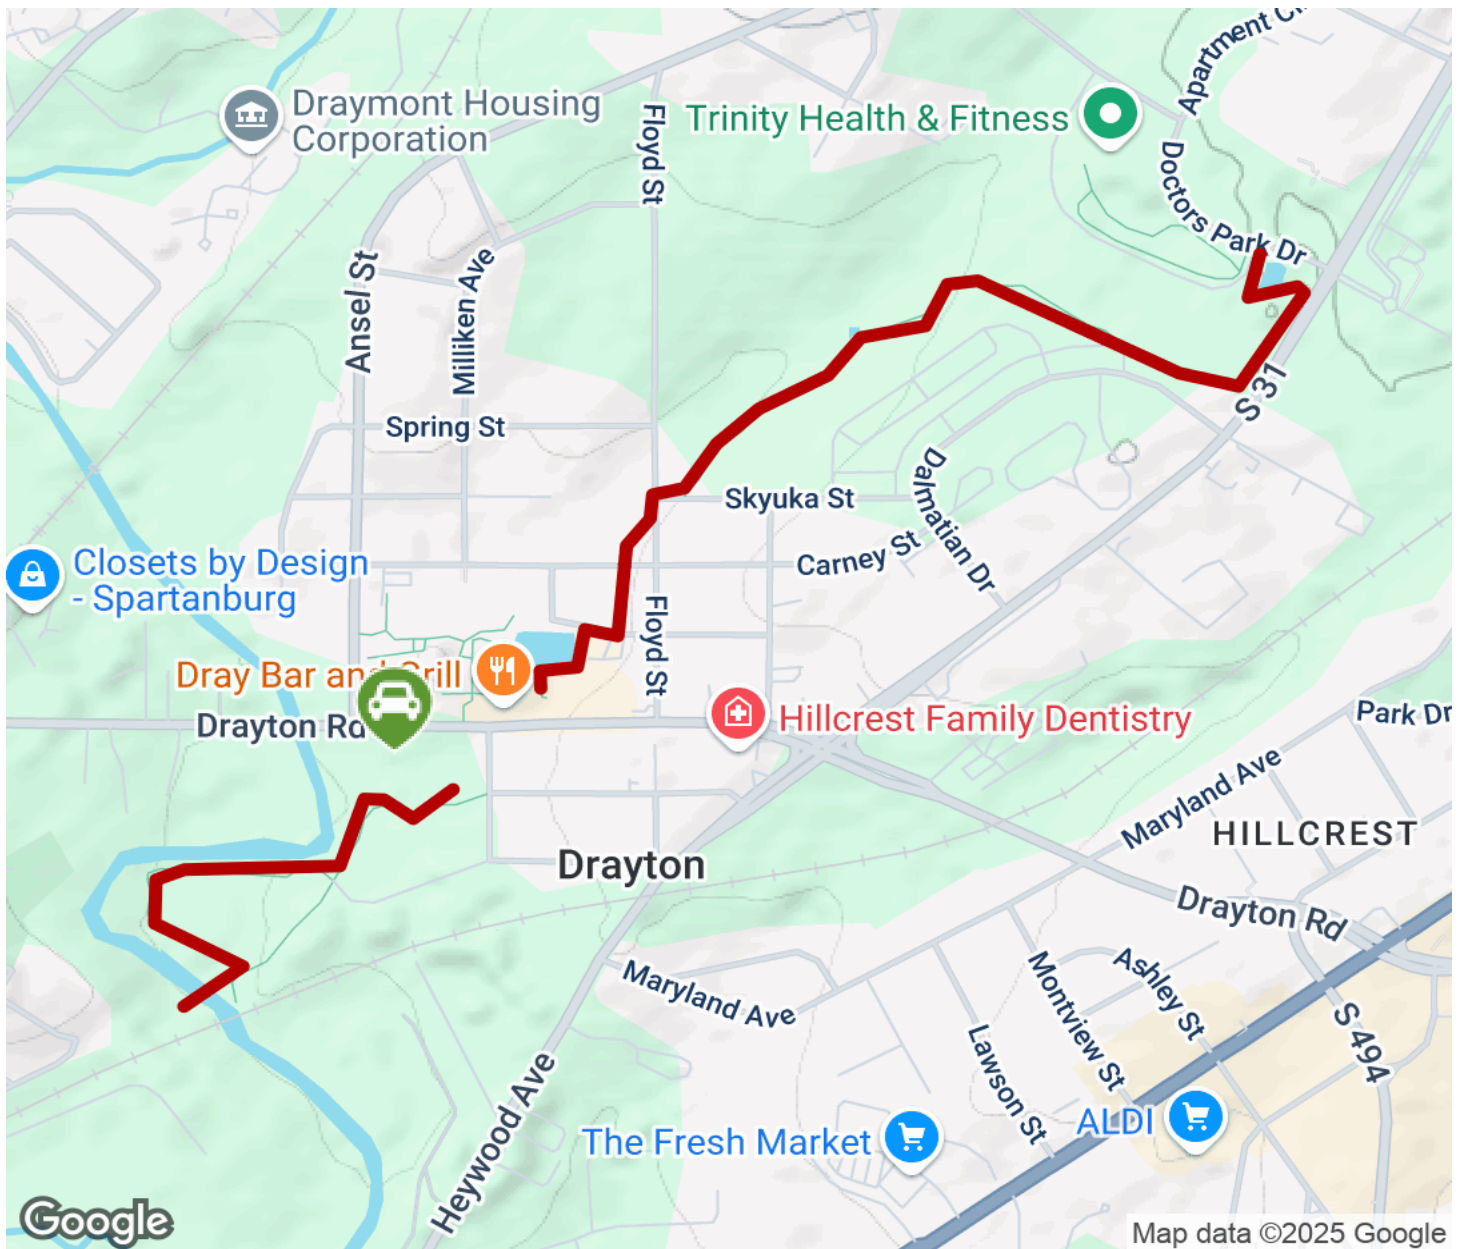 Apartment Ci
Draymont Housing
Corporation
Floyd St
Trinity Health & Fitness
Doctors Park Dr
Ansel St
Milliken Ave
S 31
Spring St
Dalmatian Dr
Skyuka St
Carney St
Closets by Design
- Spartanburg
Floyd St
Dray Bar and Grill
Drayton Rd
Hillcrest Family Dentistry
Park Dr
Maryland Ave
HILLCREST
Drayton
Drayton Rd
Maryland Ave
Montview St
Ashley St
S 494
Lawson St
Heywood Ave
ALDI
The Fresh Market
Google
Map data ©2025 Google